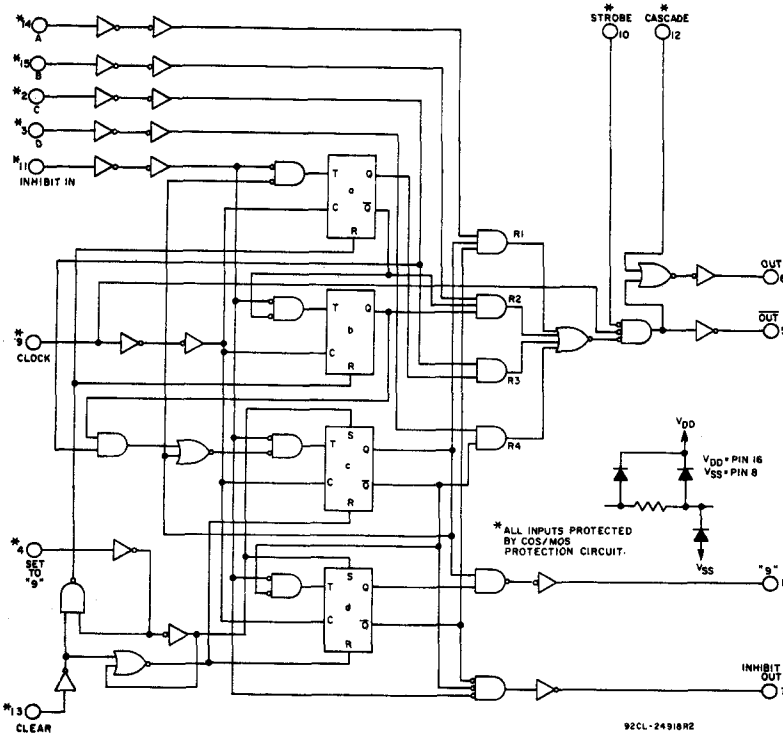 *14
A
*15
B
*2
C
*3
D
*11
INHIBIT IN
*
STROBE
10
*
CASCADE
12
T
Q
a
C
Q̅
R
R1
T
b
C
R
R2
R3
R4
*9
CLOCK
S
T
Q
c
C
Q̅
R
*4
SET
TO
"9"
S
T
Q
d
C
Q̅
R
*13
CLEAR
OUT
6
OUT
5
VDD
VDD = PIN 16
VSS = PIN 8
VSS
*ALL INPUTS PROTECTED
BY COS/MOS
PROTECTION CIRCUIT.
"9"
INHIBIT
OUT
92CL-24918R2